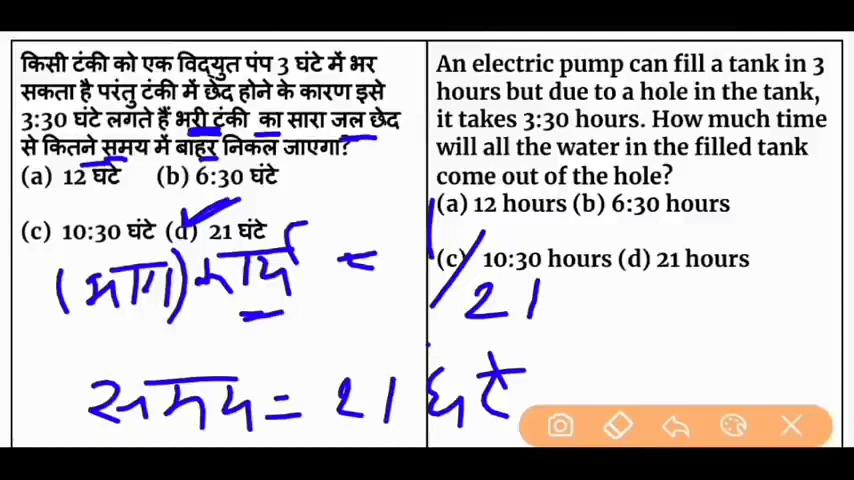 किसी टंकी को एक विद्युत पंप 3 घंटे में भर
सकता है परंतु टंकी में छेद होने के कारण इसे
3:30 घंटे लगते हैं भरी टंकी का सारा जल छेद
से कितने समय में बाहर निकल जाएगा?
(a) 12 घंटे (b) 6:30 घंटे
(c) 10:30 घंटे (d) 21 घंटे
An electric pump can fill a tank in 3
hours but due to a hole in the tank,
it takes 3:30 hours. How much time
will all the water in the filled tank
come out of the hole?
(a) 12 hours (b) 6:30 hours
(c) 10:30 hours (d) 21 hours
(भाग) कार्य = 1/21
समय = 21 घंटे